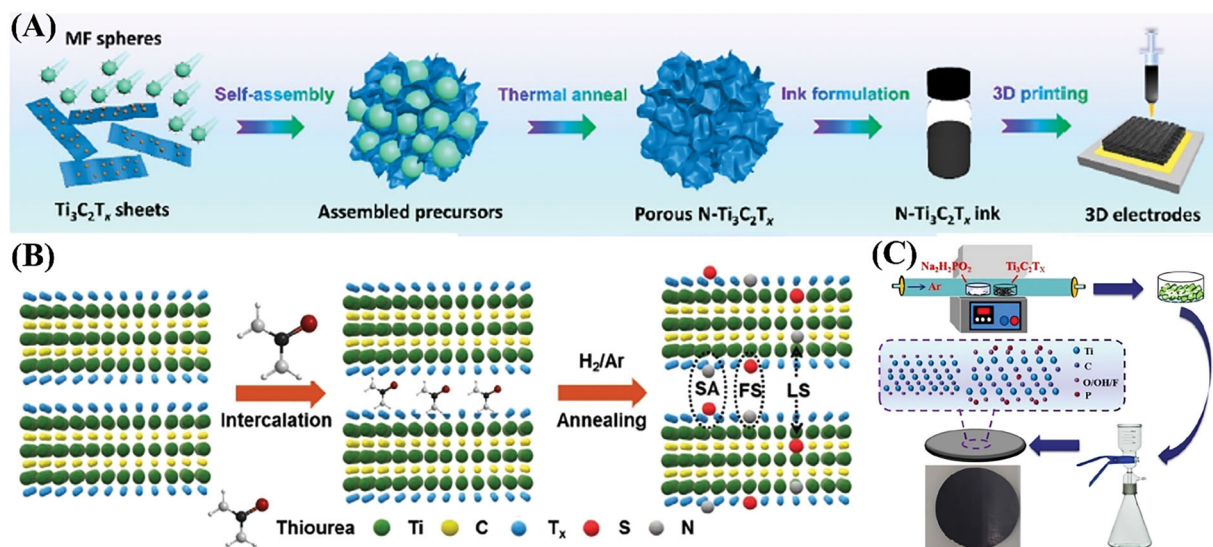 (A)
MF spheres
Self-assembly
Thermal anneal
Ink formulation
3D printing
Ti₃C₂Tₓ sheets
Assembled precursors
Porous N-Ti₃C₂Tₓ
N-Ti₃C₂Tₓ ink
3D electrodes
(B)
Intercalation
H₂/Ar
Annealing
SA
FS
LS
Thiourea
Ti
C
Tₓ
S
N
(C)
Na₂H₂PO₂
Ti₃C₂Tₓ
Ar
Ti
C
O/OH/F
P